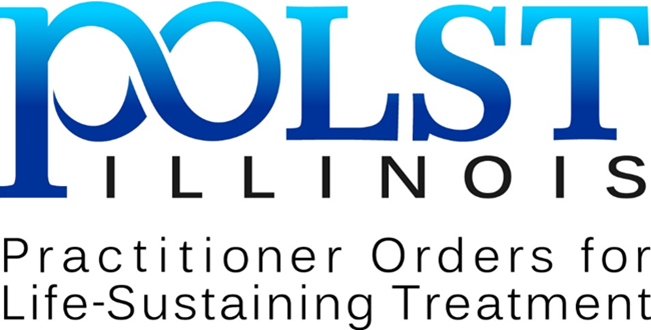 POLST
ILLINOIS
Practitioner Orders for
Life-Sustaining Treatment